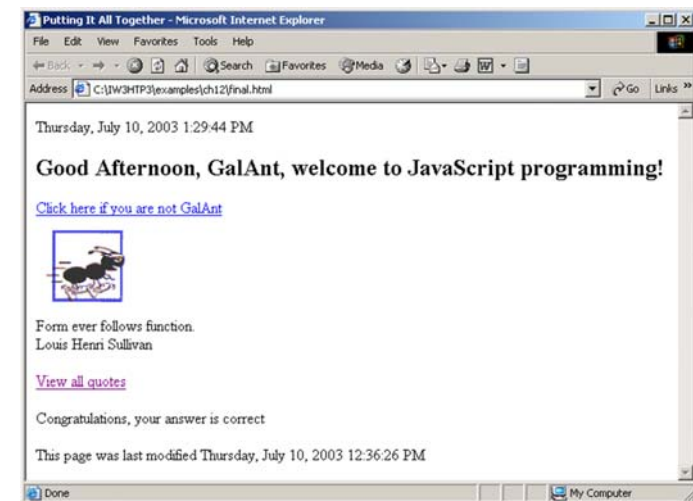 Putting It All Together - Microsoft Internet Explorer
File Edit View Favorites Tools Help
Back Search Favorites Media
Address C:\IW3HTP3\examples\ch12\final.html Go Links »
Thursday, July 10, 2003 1:29:44 PM
Good Afternoon, GalAnt, welcome to JavaScript programming!
Click here if you are not GalAnt
Form ever follows function.
Louis Henri Sullivan
View all quotes
Congratulations, your answer is correct
This page was last modified Thursday, July 10, 2003 12:36:26 PM
Done My Computer